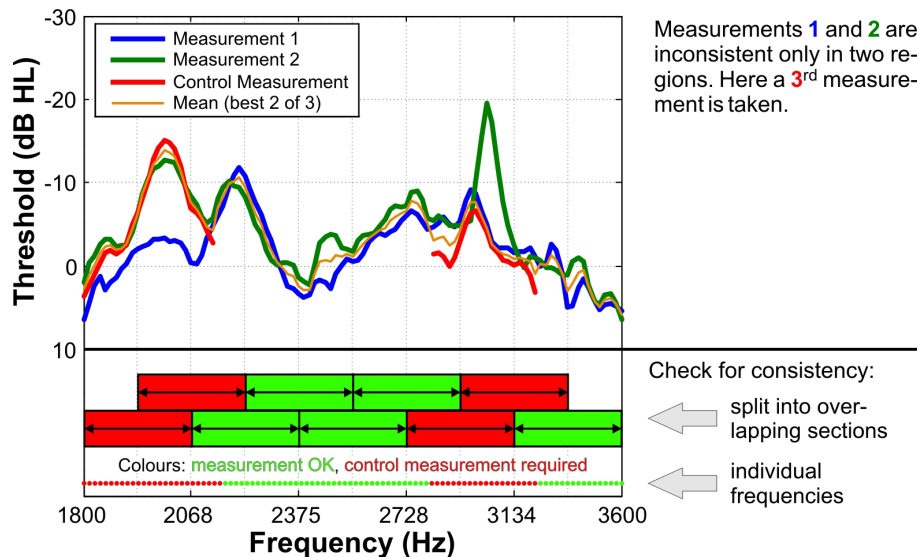 -30
-20
-10
0
10
Threshold (dB HL)
Measurement 1
Measurement 2
Control Measurement
Mean (best 2 of 3)
Measurements 1 and 2 are
inconsistent only in two re-
gions. Here a 3rd measure-
ment is taken.
Check for consistency:
split into over-
lapping sections
Colours: measurement OK, control measurement required
individual
frequencies
1800 2068 2375 2728 3134 3600
Frequency (Hz)